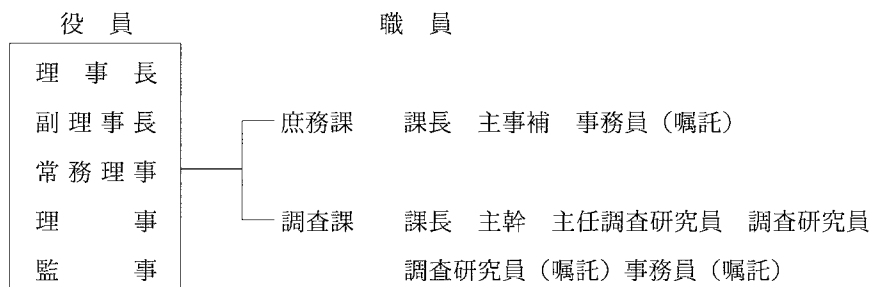 役員　職員
理事長
副理事長　庶務課　課長　主事補　事務員（嘱託）
常務理事
理事　調査課　課長　主幹　主任調査研究員　調査研究員
監事　調査研究員（嘱託）事務員（嘱託）